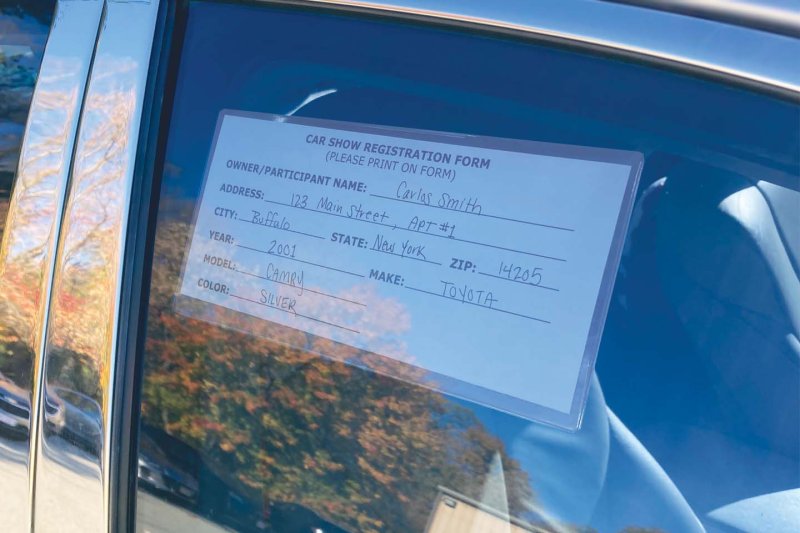 CAR SHOW REGISTRATION FORM
(PLEASE PRINT ON FORM)
OWNER/PARTICIPANT NAME: Carlos Smith
ADDRESS: 123 Main Street, Apt #1
CITY: Buffalo STATE: New York ZIP: 14205
YEAR: 2001
MODEL: CAMRY MAKE: TOYOTA
COLOR: SILVER